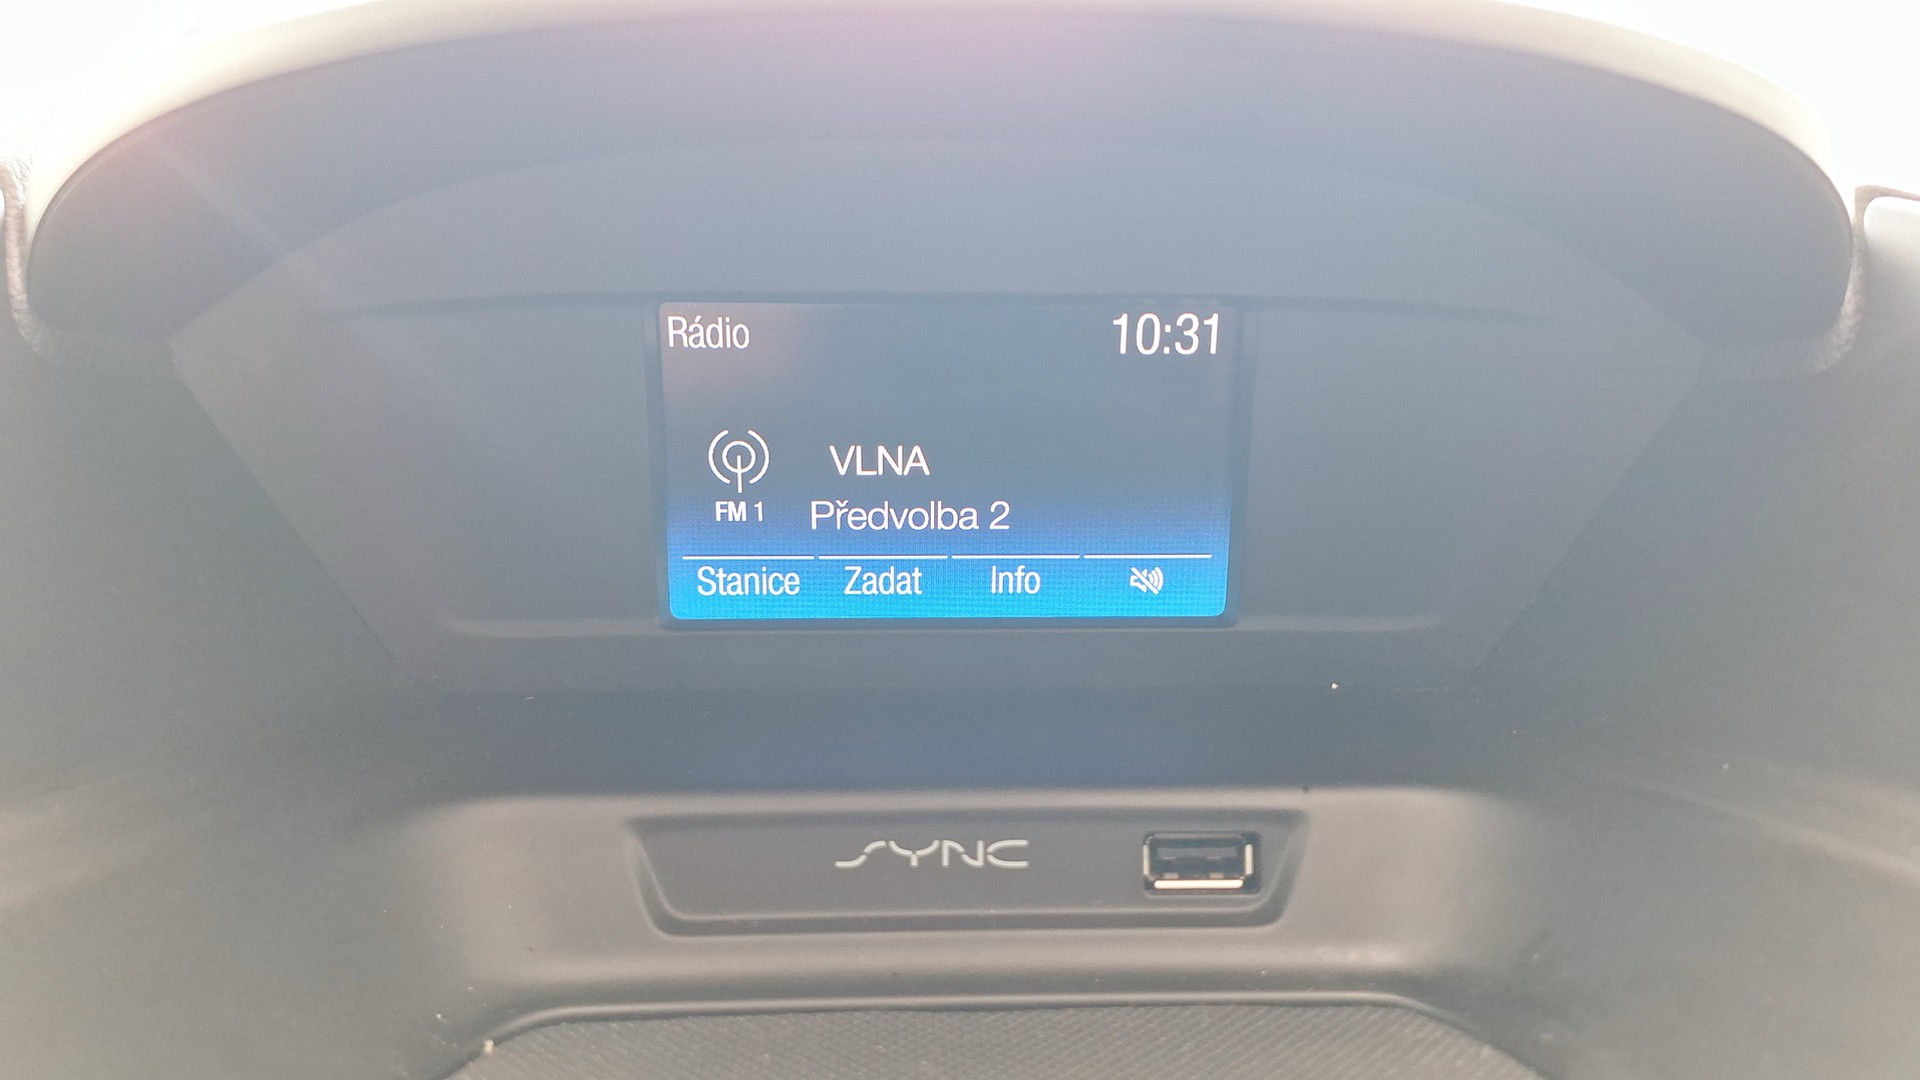 Rádio 10:31
VLNA
FM 1 Předvolba 2
Stanice Zadat Info
SYNC